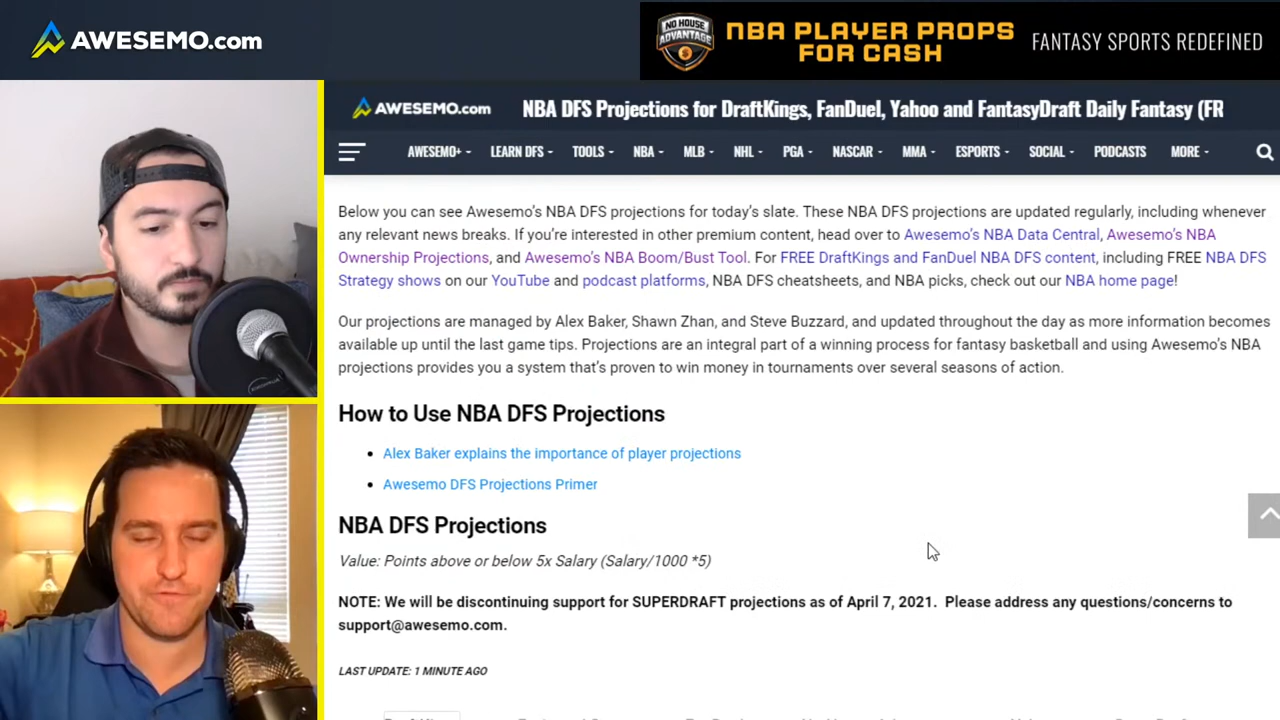 AWESEMO.com
NO HOUSE
ADVANTAGE
NBA PLAYER PROPS
FOR CASH
FANTASY SPORTS REDEFINED
AWESEMO.com
NBA DFS Projections for DraftKings, FanDuel, Yahoo and FantasyDraft Daily Fantasy (FR
AWESEMO+ LEARN DFS TOOLS NBA MLB NHL PGA NASCAR MMA ESPORTS SOCIAL PODCASTS MORE
Below you can see Awesemo's NBA DFS projections for today's slate. These NBA DFS projections are updated regularly, including whenever
any relevant news breaks. If you're interested in other premium content, head over to Awesemo's NBA Data Central, Awesemo's NBA
Ownership Projections, and Awesemo's NBA Boom/Bust Tool. For FREE DraftKings and FanDuel NBA DFS content, including FREE NBA DFS
Strategy shows on our YouTube and podcast platforms, NBA DFS cheatsheets, and NBA picks, check out our NBA home page!
Our projections are managed by Alex Baker, Shawn Zhan, and Steve Buzzard, and updated throughout the day as more information becomes
available up until the last game tips. Projections are an integral part of a winning process for fantasy basketball and using Awesemo's NBA
projections provides you a system that's proven to win money in tournaments over several seasons of action.
How to Use NBA DFS Projections
Alex Baker explains the importance of player projections
Awesemo DFS Projections Primer
NBA DFS Projections
Value: Points above or below 5x Salary (Salary/1000 *5)
NOTE: We will be discontinuing support for SUPERDRAFT projections as of April 7, 2021. Please address any questions/concerns to
support@awesemo.com.
LAST UPDATE: 1 MINUTE AGO